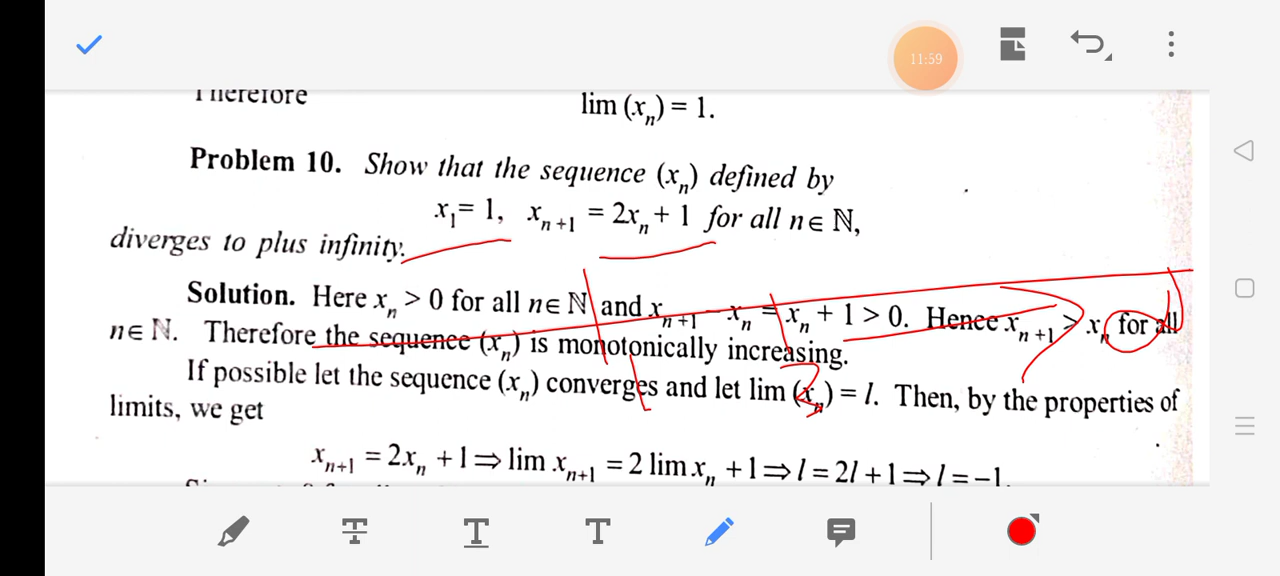 11:59
Therefore
lim (xₙ) = 1.
Problem 10. Show that the sequence (xₙ) defined by
x₁ = 1, xₙ₊₁ = 2xₙ + 1 for all n ∈ ℕ,
diverges to plus infinity.
Solution. Here xₙ > 0 for all n ∈ ℕ and xₙ₊₁ – xₙ = xₙ + 1 > 0. Hence xₙ₊₁ > xₙ for all
n ∈ ℕ. Therefore the sequence (xₙ) is monotonically increasing.
If possible let the sequence (xₙ) converges and let lim (xₙ) = l. Then, by the properties of
limits, we get
xₙ₊₁ = 2xₙ + 1 ⇒ lim xₙ₊₁ = 2 lim xₙ + 1 ⇒ l = 2l + 1 ⇒ l = –1.
T T T